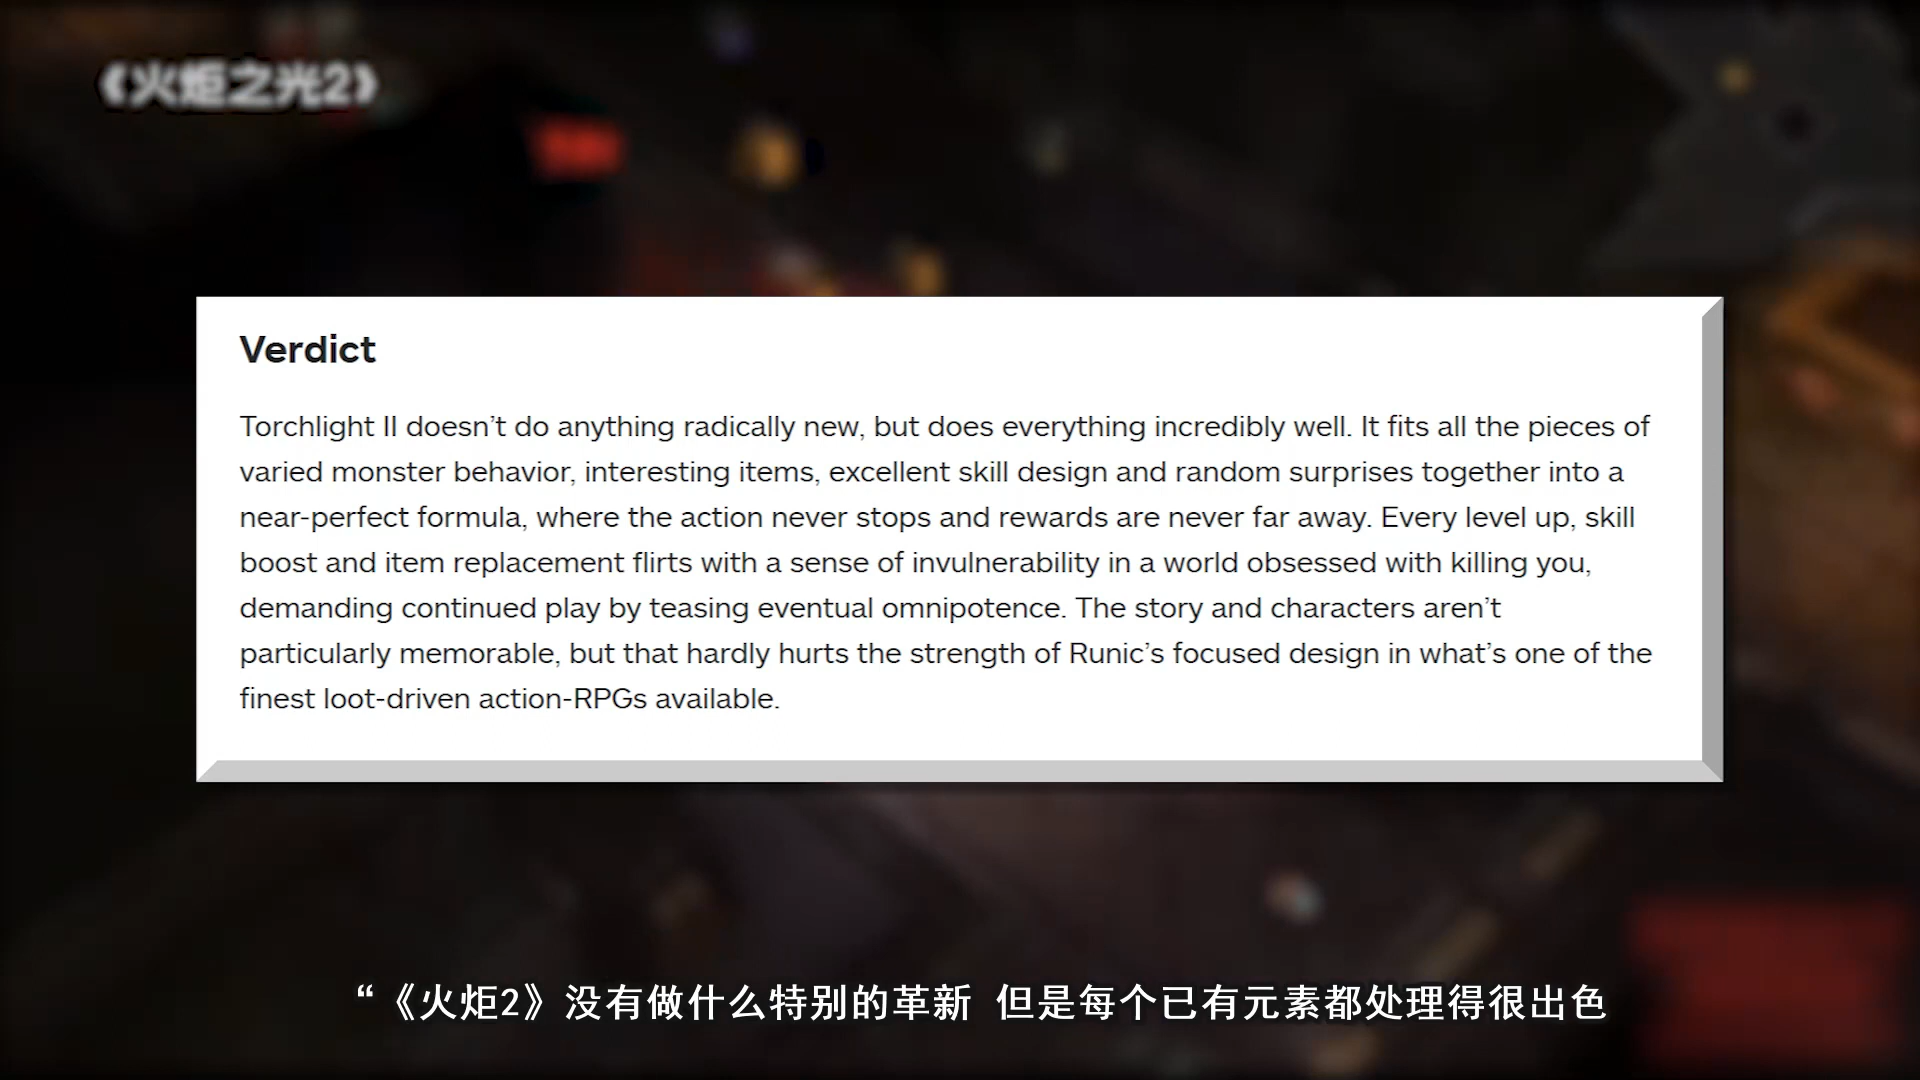 《火炬之光2》
Verdict
Torchlight II doesn’t do anything radically new, but does everything incredibly well. It fits all the pieces of
varied monster behavior, interesting items, excellent skill design and random surprises together into a
near-perfect formula, where the action never stops and rewards are never far away. Every level up, skill
boost and item replacement flirts with a sense of invulnerability in a world obsessed with killing you,
demanding continued play by teasing eventual omnipotence. The story and characters aren’t
particularly memorable, but that hardly hurts the strength of Runic’s focused design in what’s one of the
finest loot-driven action-RPGs available.
“《火炬2》没有做什么特别的革新 但是每个已有元素都处理得很出色